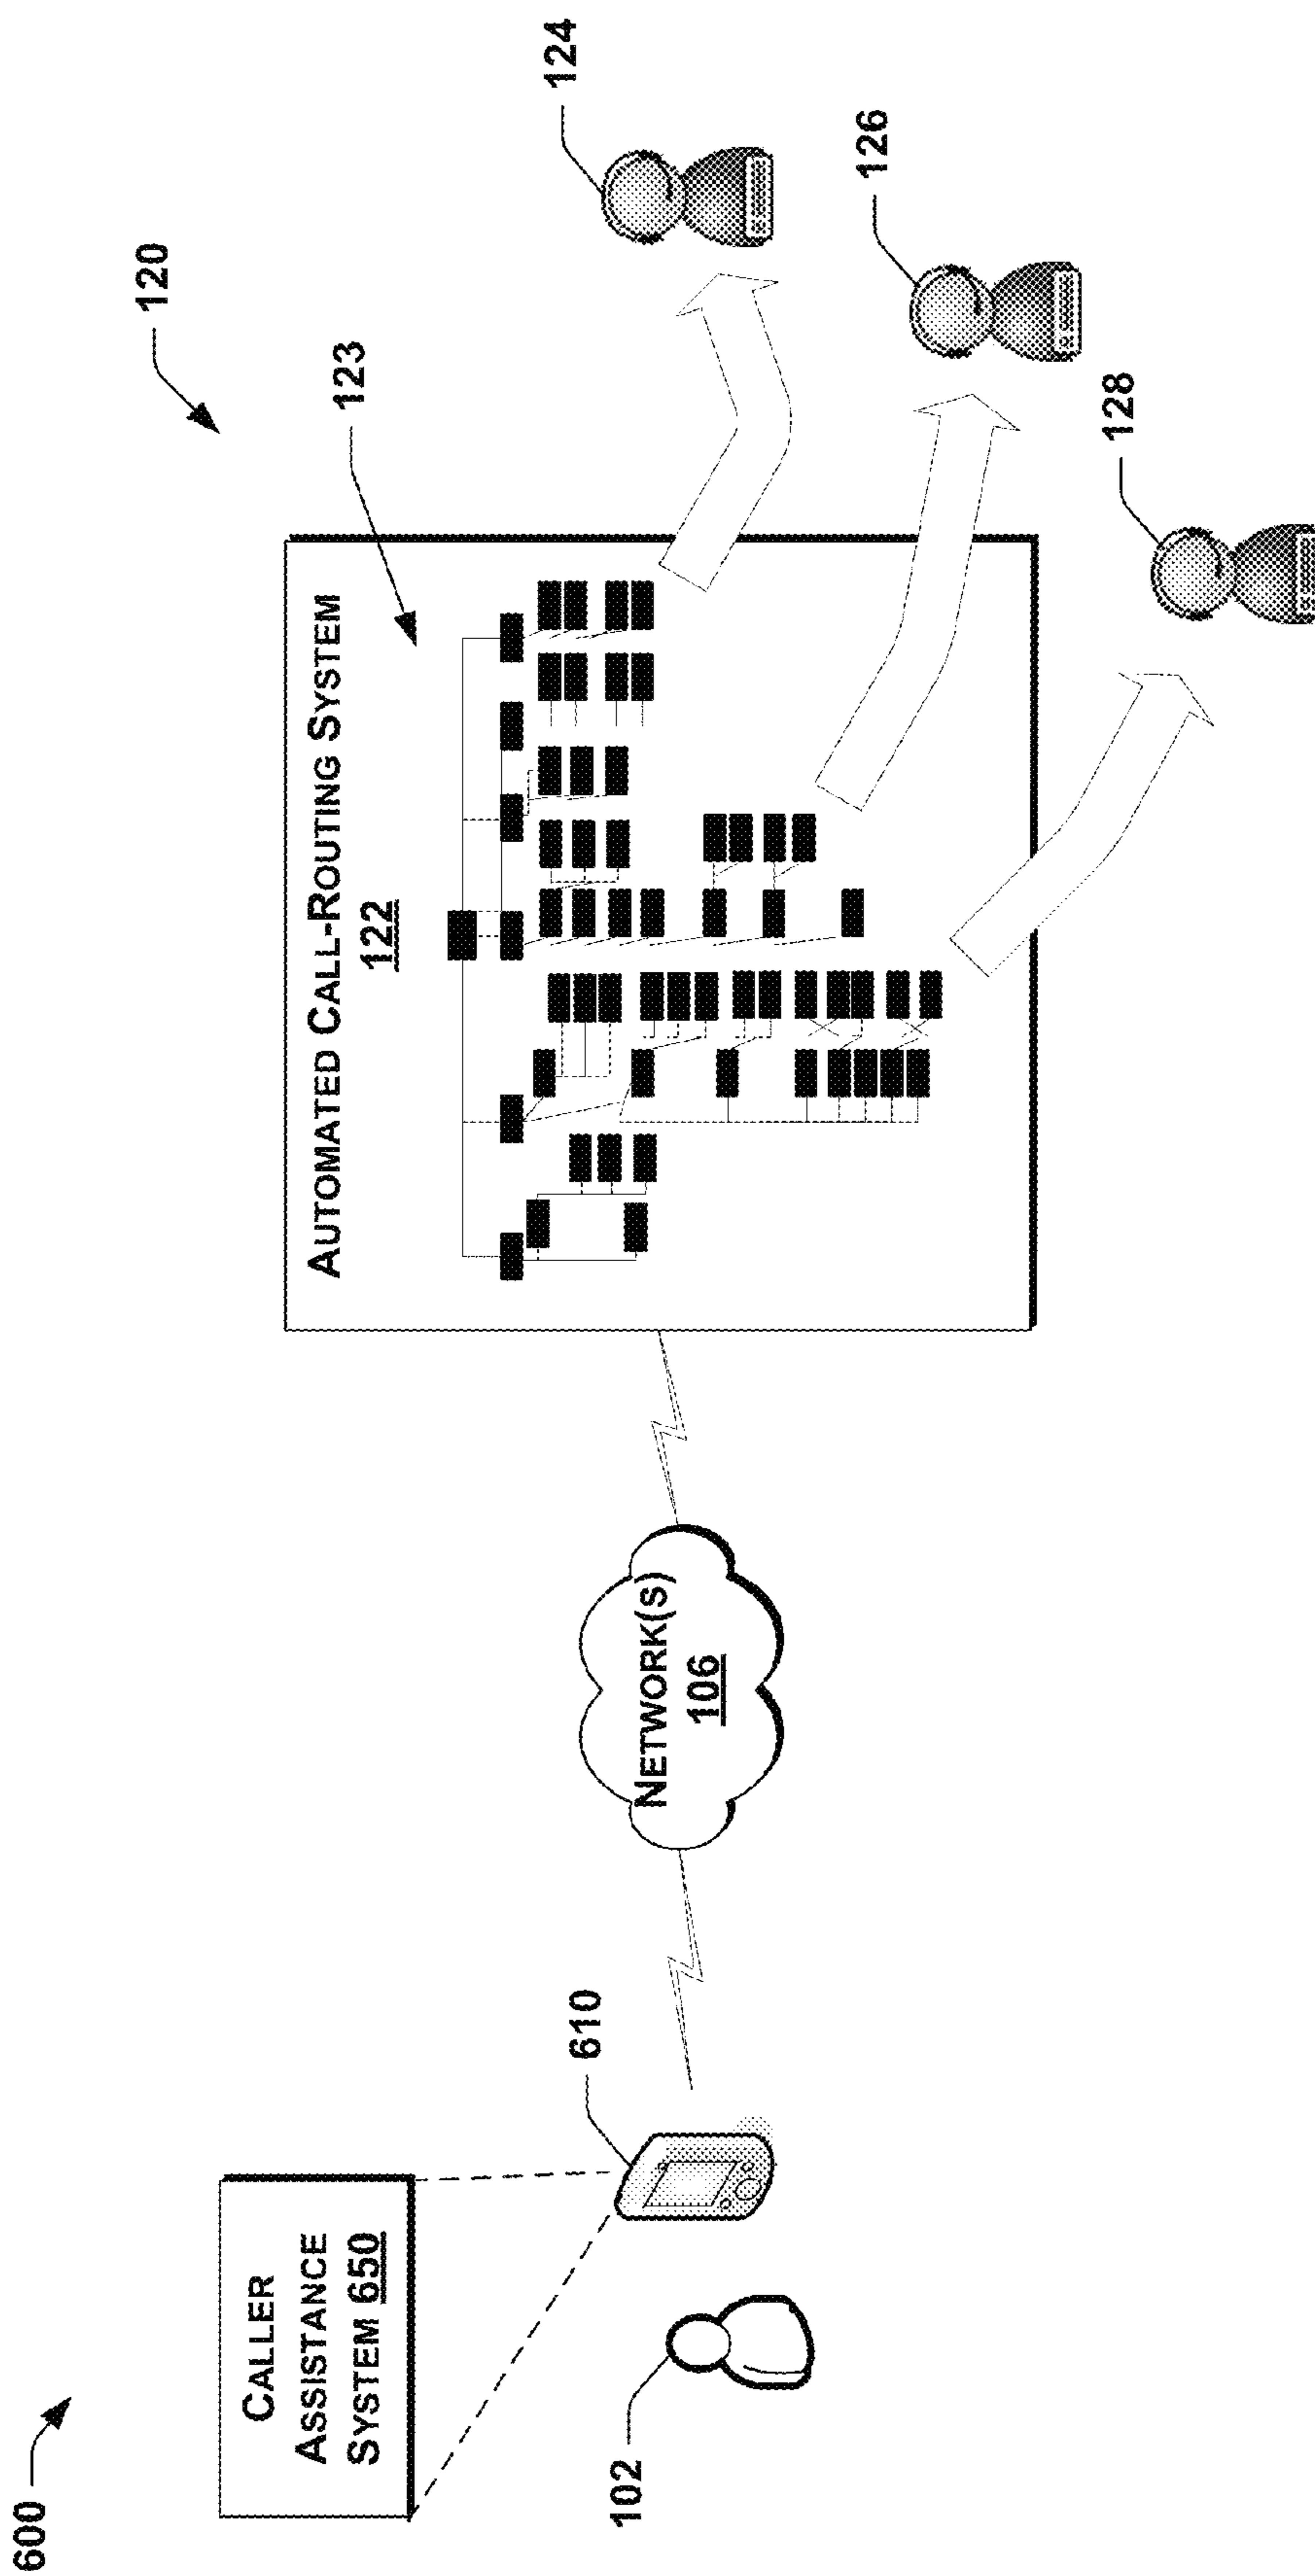 600
CALLER
ASSISTANCE
SYSTEM 650
102
610
NETWORK(S)
106
120
AUTOMATED CALL-ROUTING SYSTEM
122
123
124
126
128